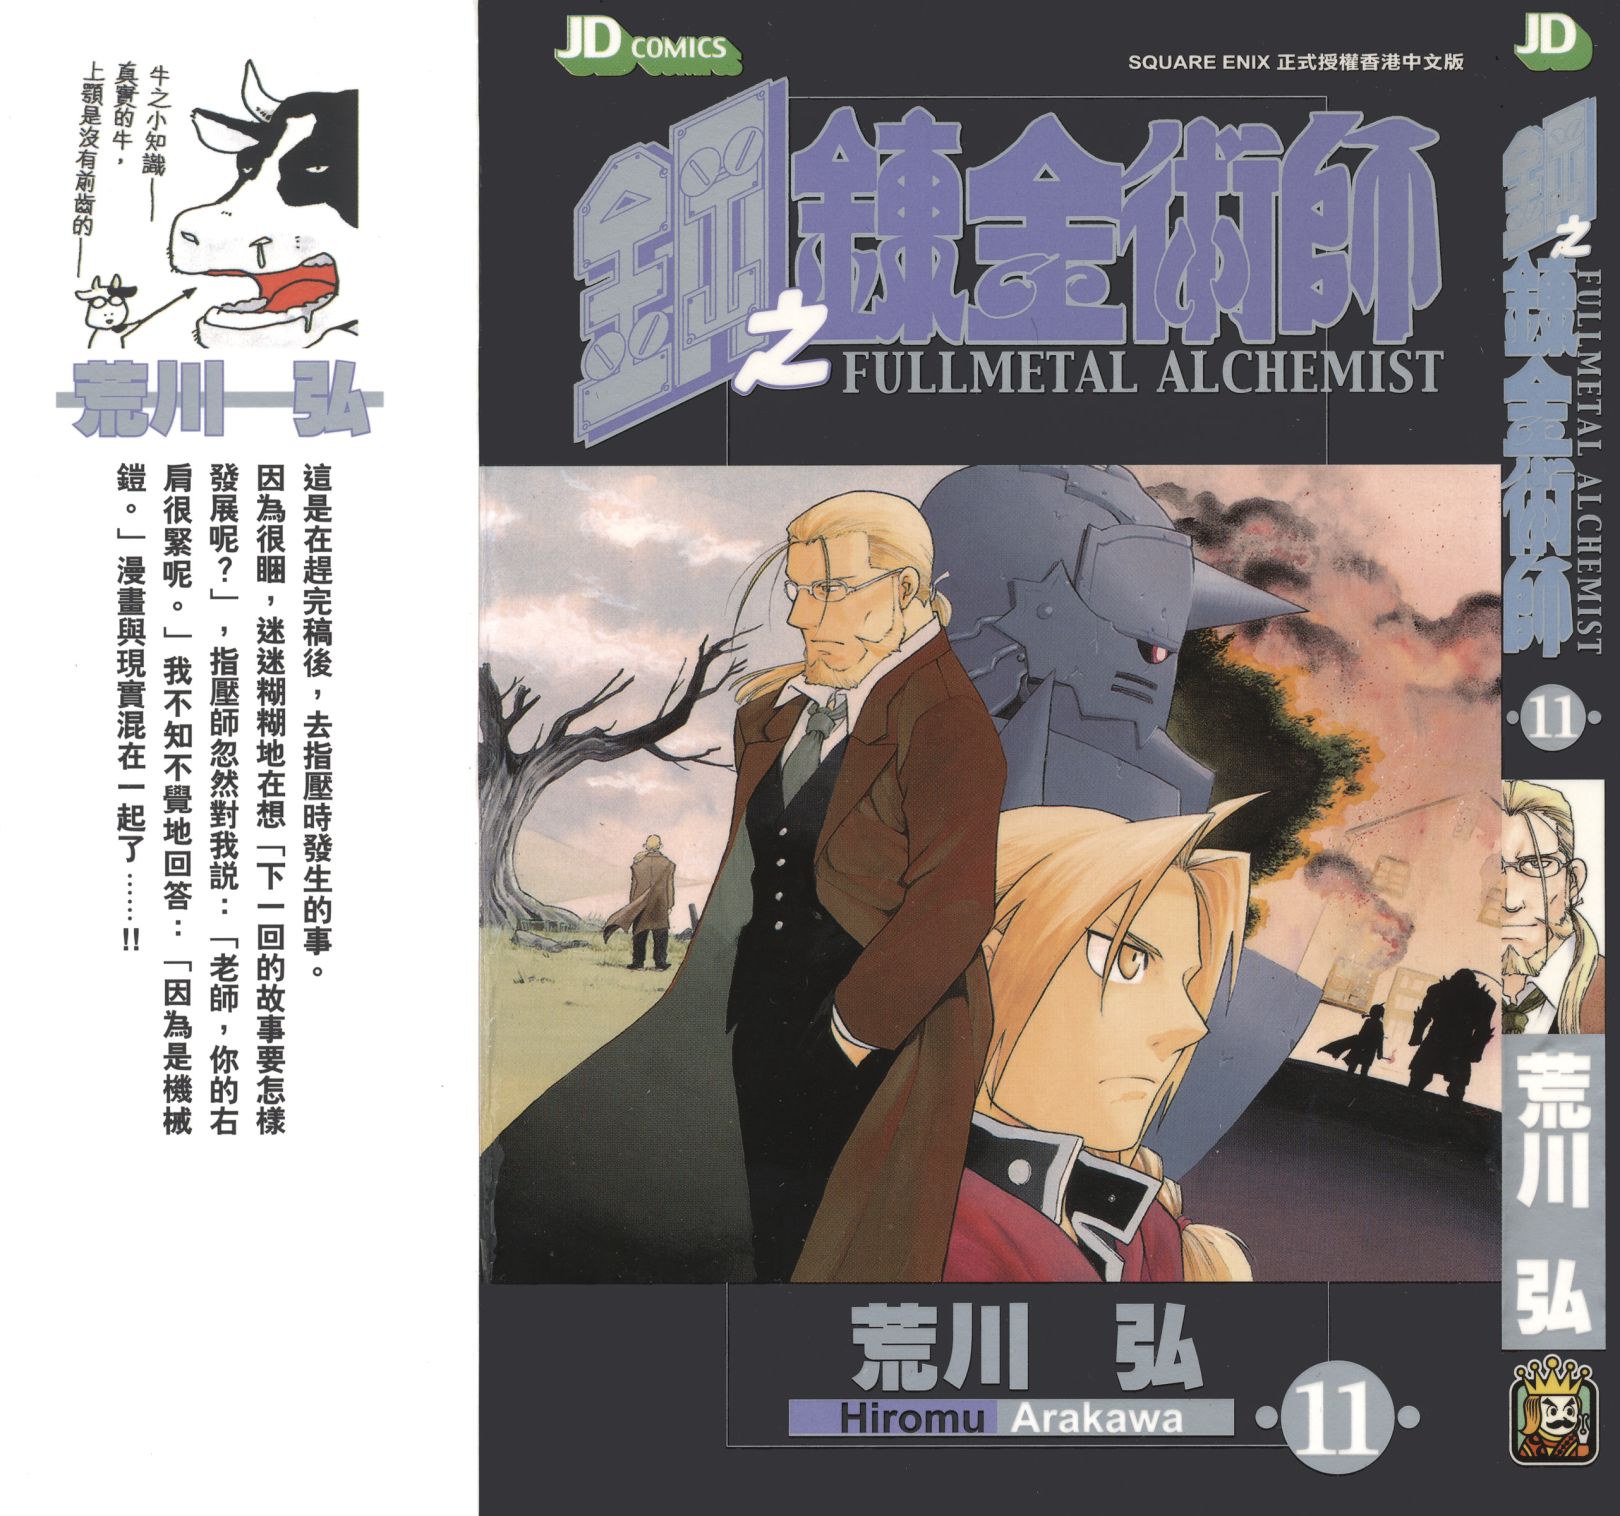 牛之小知識——
真實的牛，
上顎是沒有前齒的——
荒川 弘
這是在趕完稿後，去指壓時發生的事。
因為很睏，迷迷糊糊地在想「下一回的故事要怎樣
發展呢？」，指壓師忽然對我説：「老師，你的右
肩很緊呢。」我不知不覺地回答：「因為是機械
鎧。」漫畫與現實混在一起了……!!
JD COMICS
SQUARE ENIX 正式授權香港中文版
鋼之鍊金術師
FULLMETAL ALCHEMIST
荒川 弘
Hiromu Arakawa
11
JD
鋼之鍊金術師
FULLMETAL ALCHEMIST
11
荒川 弘